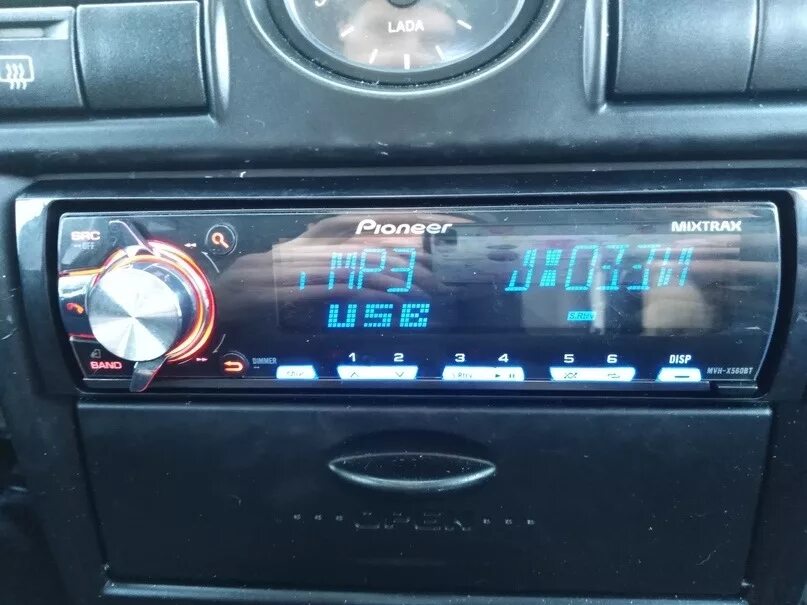 LADA
Pioneer
MIXTRAX
SRC
OFF
MP3
USB
S.Rtrv
BAND
DIMMER
1 2 3 4 5 6 DISP
MVH-X560BT
OPEN